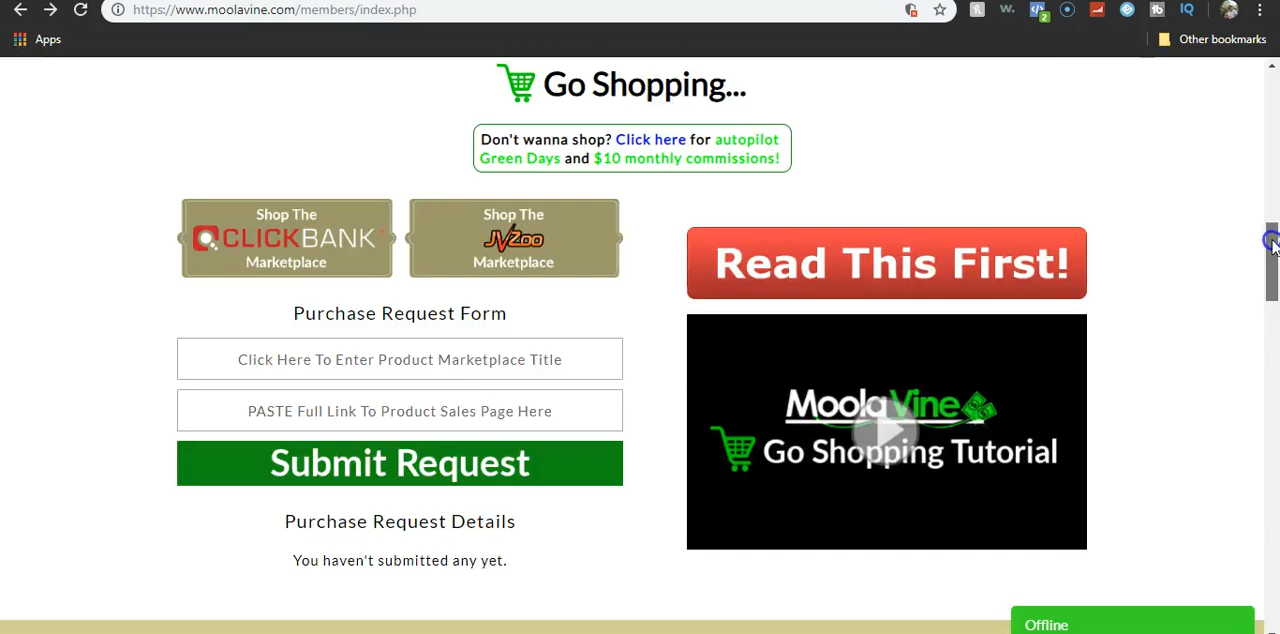 https://www.moolavine.com/members/index.php
W.
2
tb
IQ
Apps
Other bookmarks
Go Shopping...
Don't wanna shop? Click here for autopilot
Green Days and $10 monthly commissions!
Shop The
CLICKBANK
Marketplace
Shop The
JVZoo
Marketplace
Read This First!
Purchase Request Form
Click Here To Enter Product Marketplace Title
PASTE Full Link To Product Sales Page Here
Submit Request
MoolaVine
Go Shopping Tutorial
Purchase Request Details
You haven't submitted any yet.
Offline